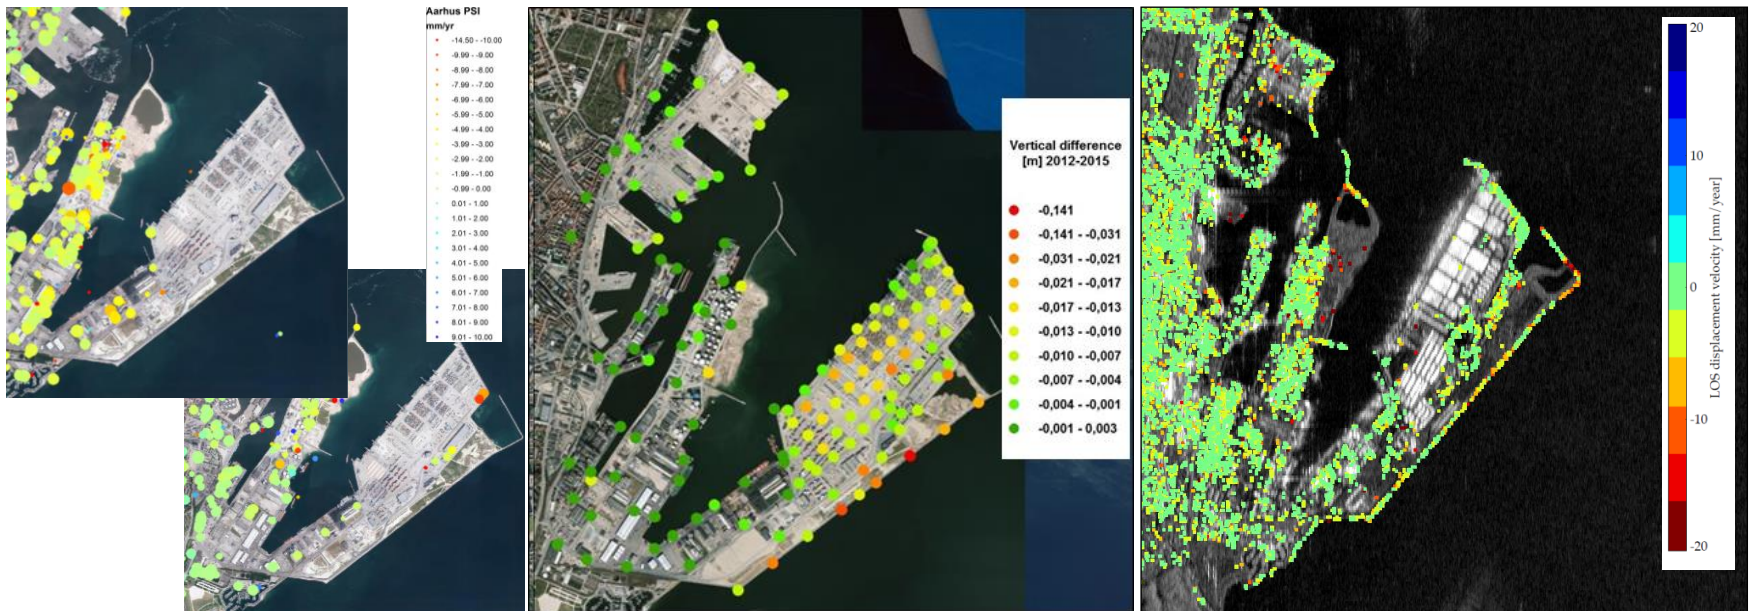 Aarhus PSI
mm/yr
-14.50 - -10.00
-9.99 - -9.00
-8.99 - -8.00
-7.99 - -7.00
-6.99 - -6.00
-5.99 - -5.00
-4.99 - -4.00
-3.99 - -3.00
-2.99 - -2.00
-1.99 - -1.00
-0.99 - 0.00
0.01 - 1.00
1.01 - 2.00
2.01 - 3.00
3.01 - 4.00
4.01 - 5.00
5.01 - 6.00
6.01 - 7.00
7.01 - 8.00
8.01 - 9.00
9.01 - 10.00
Vertical difference
[m] 2012-2015
-0,141
-0,141 - -0,031
-0,031 - -0,021
-0,021 - -0,017
-0,017 - -0,013
-0,013 - -0,010
-0,010 - -0,007
-0,007 - -0,004
-0,004 - -0,001
-0,001 - 0,003
20
10
0
-10
-20
LOS displacement velocity [mm/year]